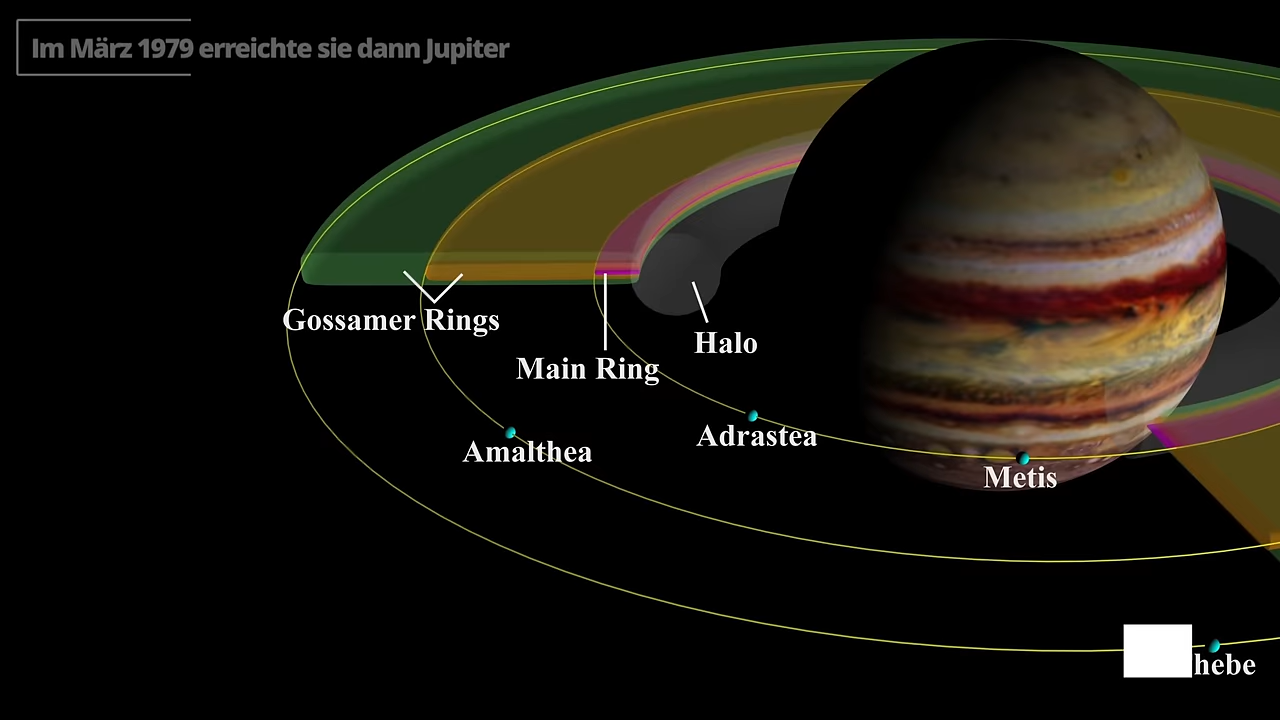 Im März 1979 erreichte sie dann Jupiter
Gossamer Rings
Halo
Main Ring
Adrastea
Amalthea
Metis
hebe